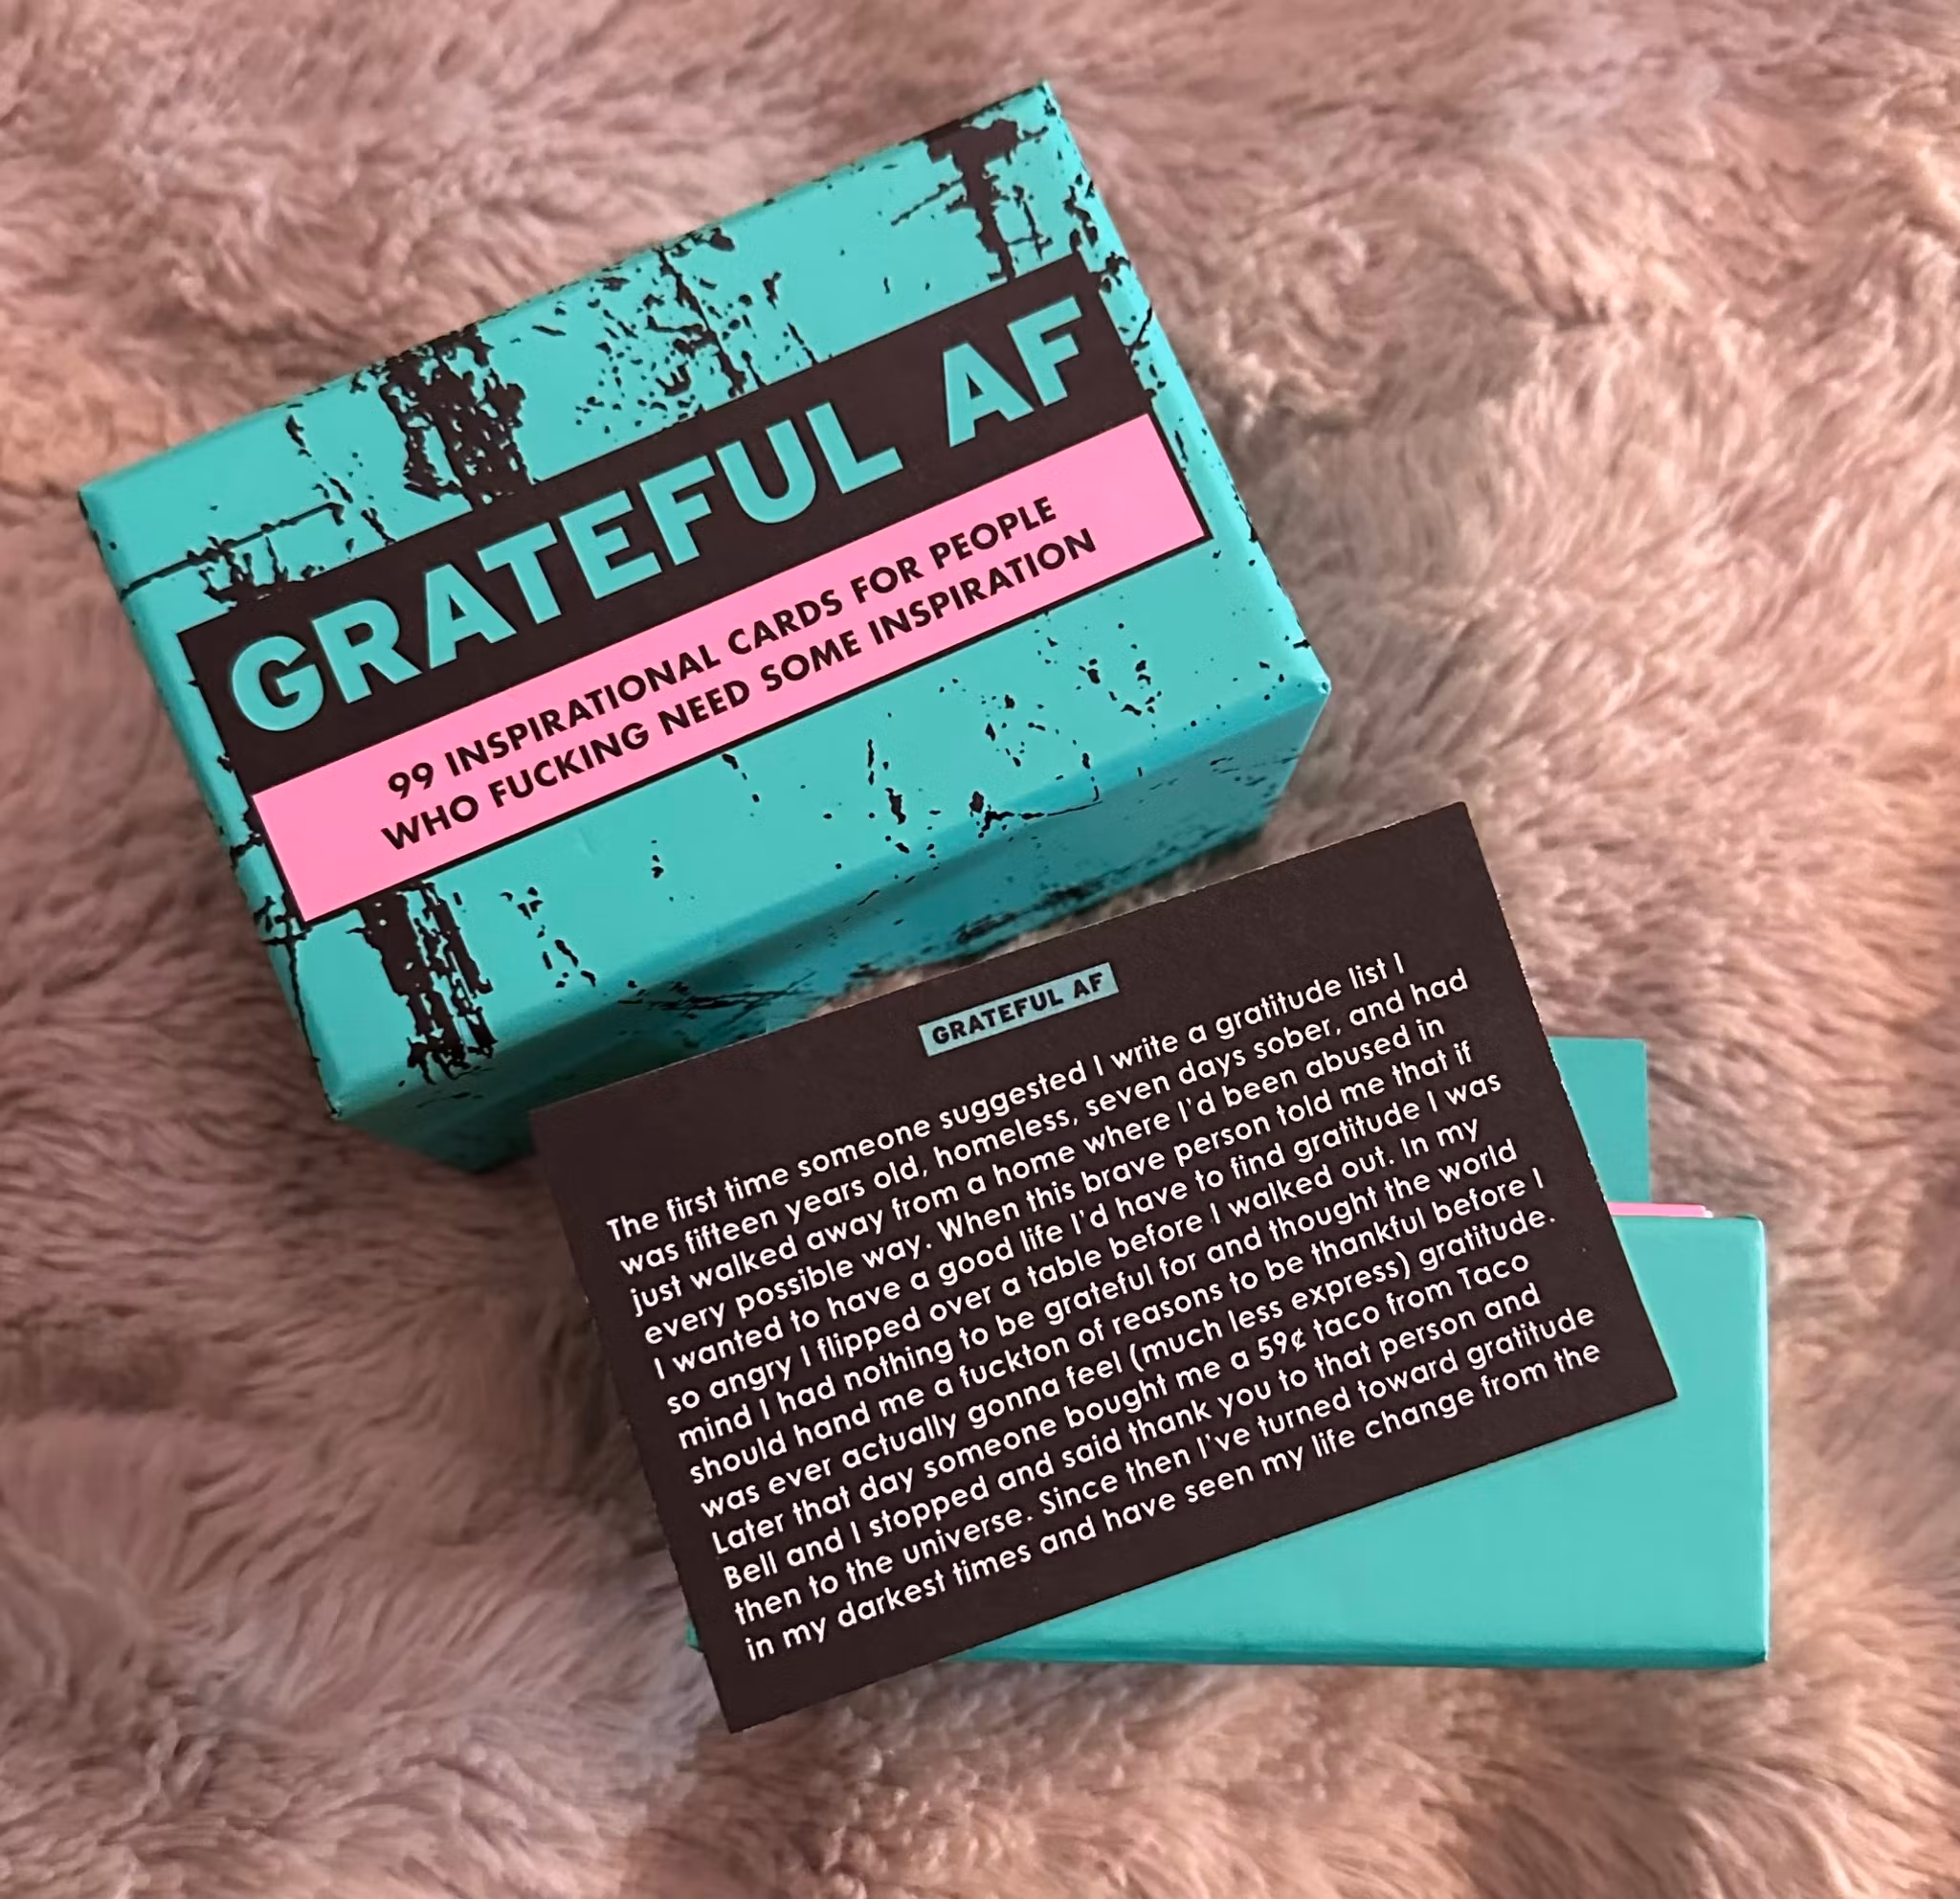 GRATEFUL AF
99 INSPIRATIONAL CARDS FOR PEOPLE
WHO FUCKING NEED SOME INSPIRATION
GRATEFUL AF
The first time someone suggested I write a gratitude list I
was fifteen years old, homeless, seven days sober, and had
just walked away from a home where I'd been abused in
every possible way. When this brave person told me that if
I wanted to have a good life I'd have to find gratitude I was
so angry I flipped over a table before I walked out. In my
mind I had nothing to be grateful for and thought the world
should hand me a fuckton of reasons to be thankful before I
was ever actually gonna feel (much less express) gratitude.
Later that day someone bought me a 59¢ taco from Taco
Bell and I stopped and said thank you to that person and
then to the universe. Since then I've turned toward gratitude
in my darkest times and have seen my life change from the